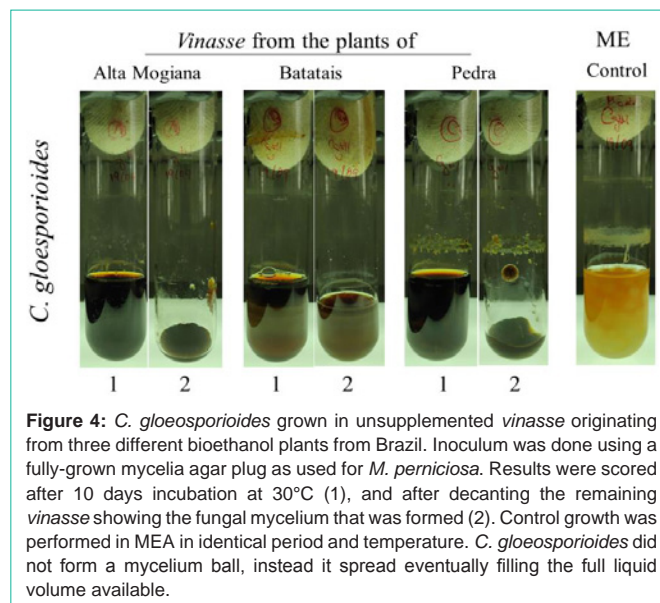 Vinasse from the plants of
ME
Alta Mogiana
Batatais
Pedra
Control
C. gloesporioides
1
2
1
2
1
2
Figure 4: C. gloeosporioides grown in unsupplemented vinasse originating
from three different bioethanol plants from Brazil. Inoculum was done using a
fully-grown mycelia agar plug as used for M. perniciosa. Results were scored
after 10 days incubation at 30°C (1), and after decanting the remaining
vinasse showing the fungal mycelium that was formed (2). Control growth was
performed in MEA in identical period and temperature. C. gloeosporioides did
not form a mycelium ball, instead it spread eventually filling the full liquid
volume available.